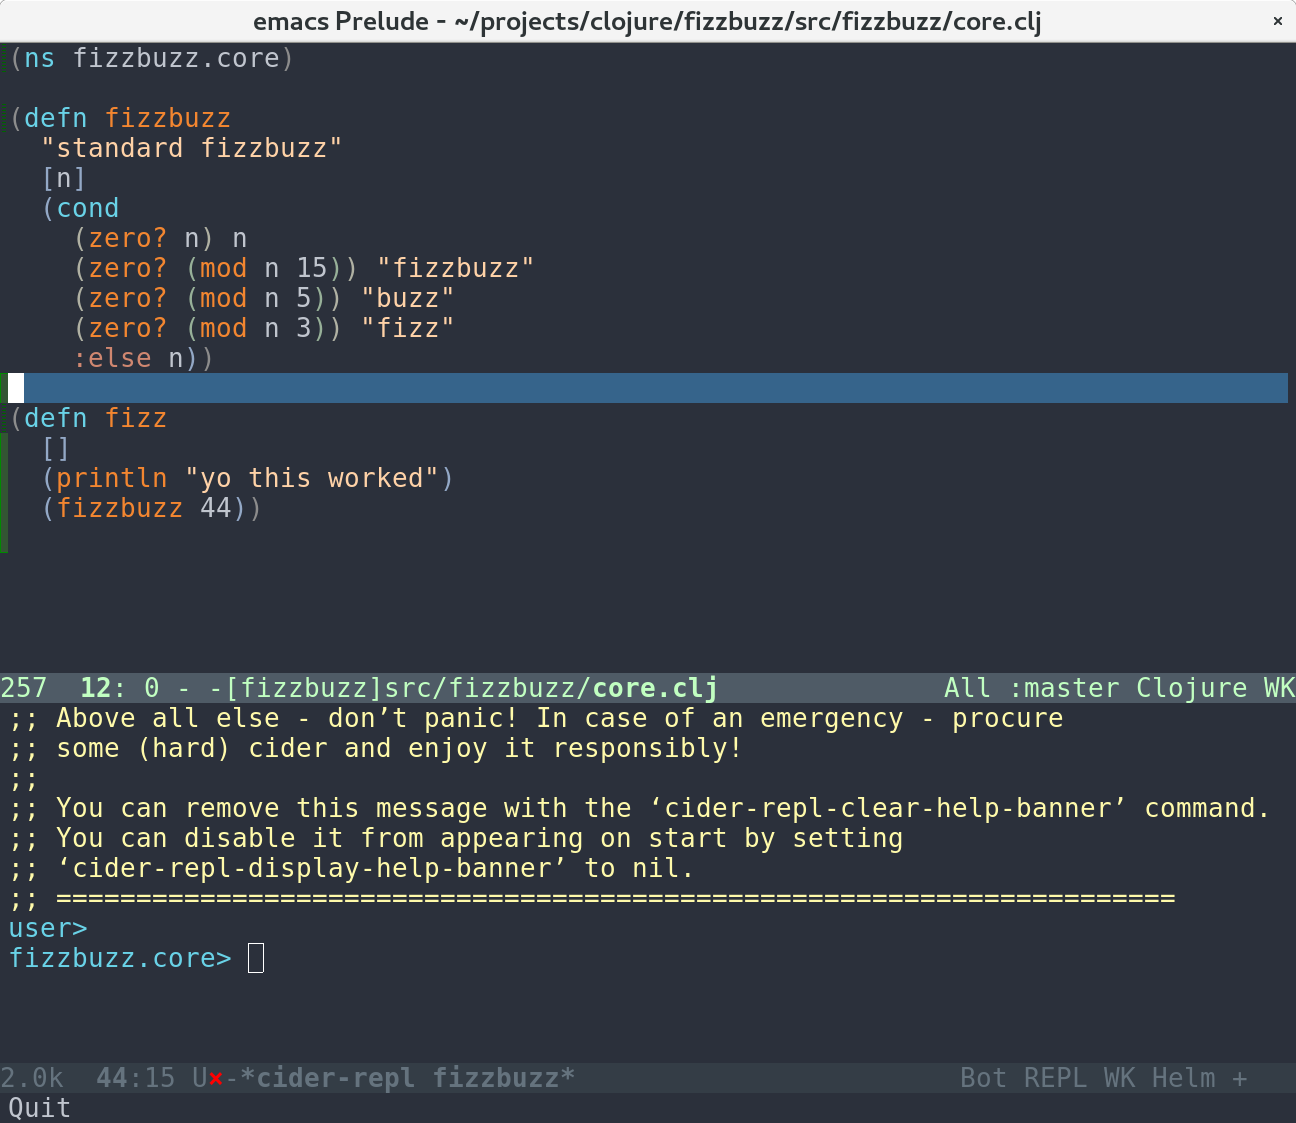 emacs Prelude - ~/projects/clojure/fizzbuzz/src/fizzbuzz/core.clj ×
(ns fizzbuzz.core)
(defn fizzbuzz
  "standard fizzbuzz"
  [n]
  (cond
    (zero? n) n
    (zero? (mod n 15)) "fizzbuzz"
    (zero? (mod n 5)) "buzz"
    (zero? (mod n 3)) "fizz"
    :else n))
(defn fizz
  []
  (println "yo this worked")
  (fizzbuzz 44))
257  12: 0 - -[fizzbuzz]src/fizzbuzz/core.clj All :master Clojure WK
;; Above all else - don’t panic! In case of an emergency - procure
;; some (hard) cider and enjoy it responsibly!
;;
;; You can remove this message with the ‘cider-repl-clear-help-banner’ command.
;; You can disable it from appearing on start by setting
;; ‘cider-repl-display-help-banner’ to nil.
;; ======================================================================
user>
fizzbuzz.core>
2.0k  44:15 U×-*cider-repl fizzbuzz* Bot REPL WK Helm +
Quit